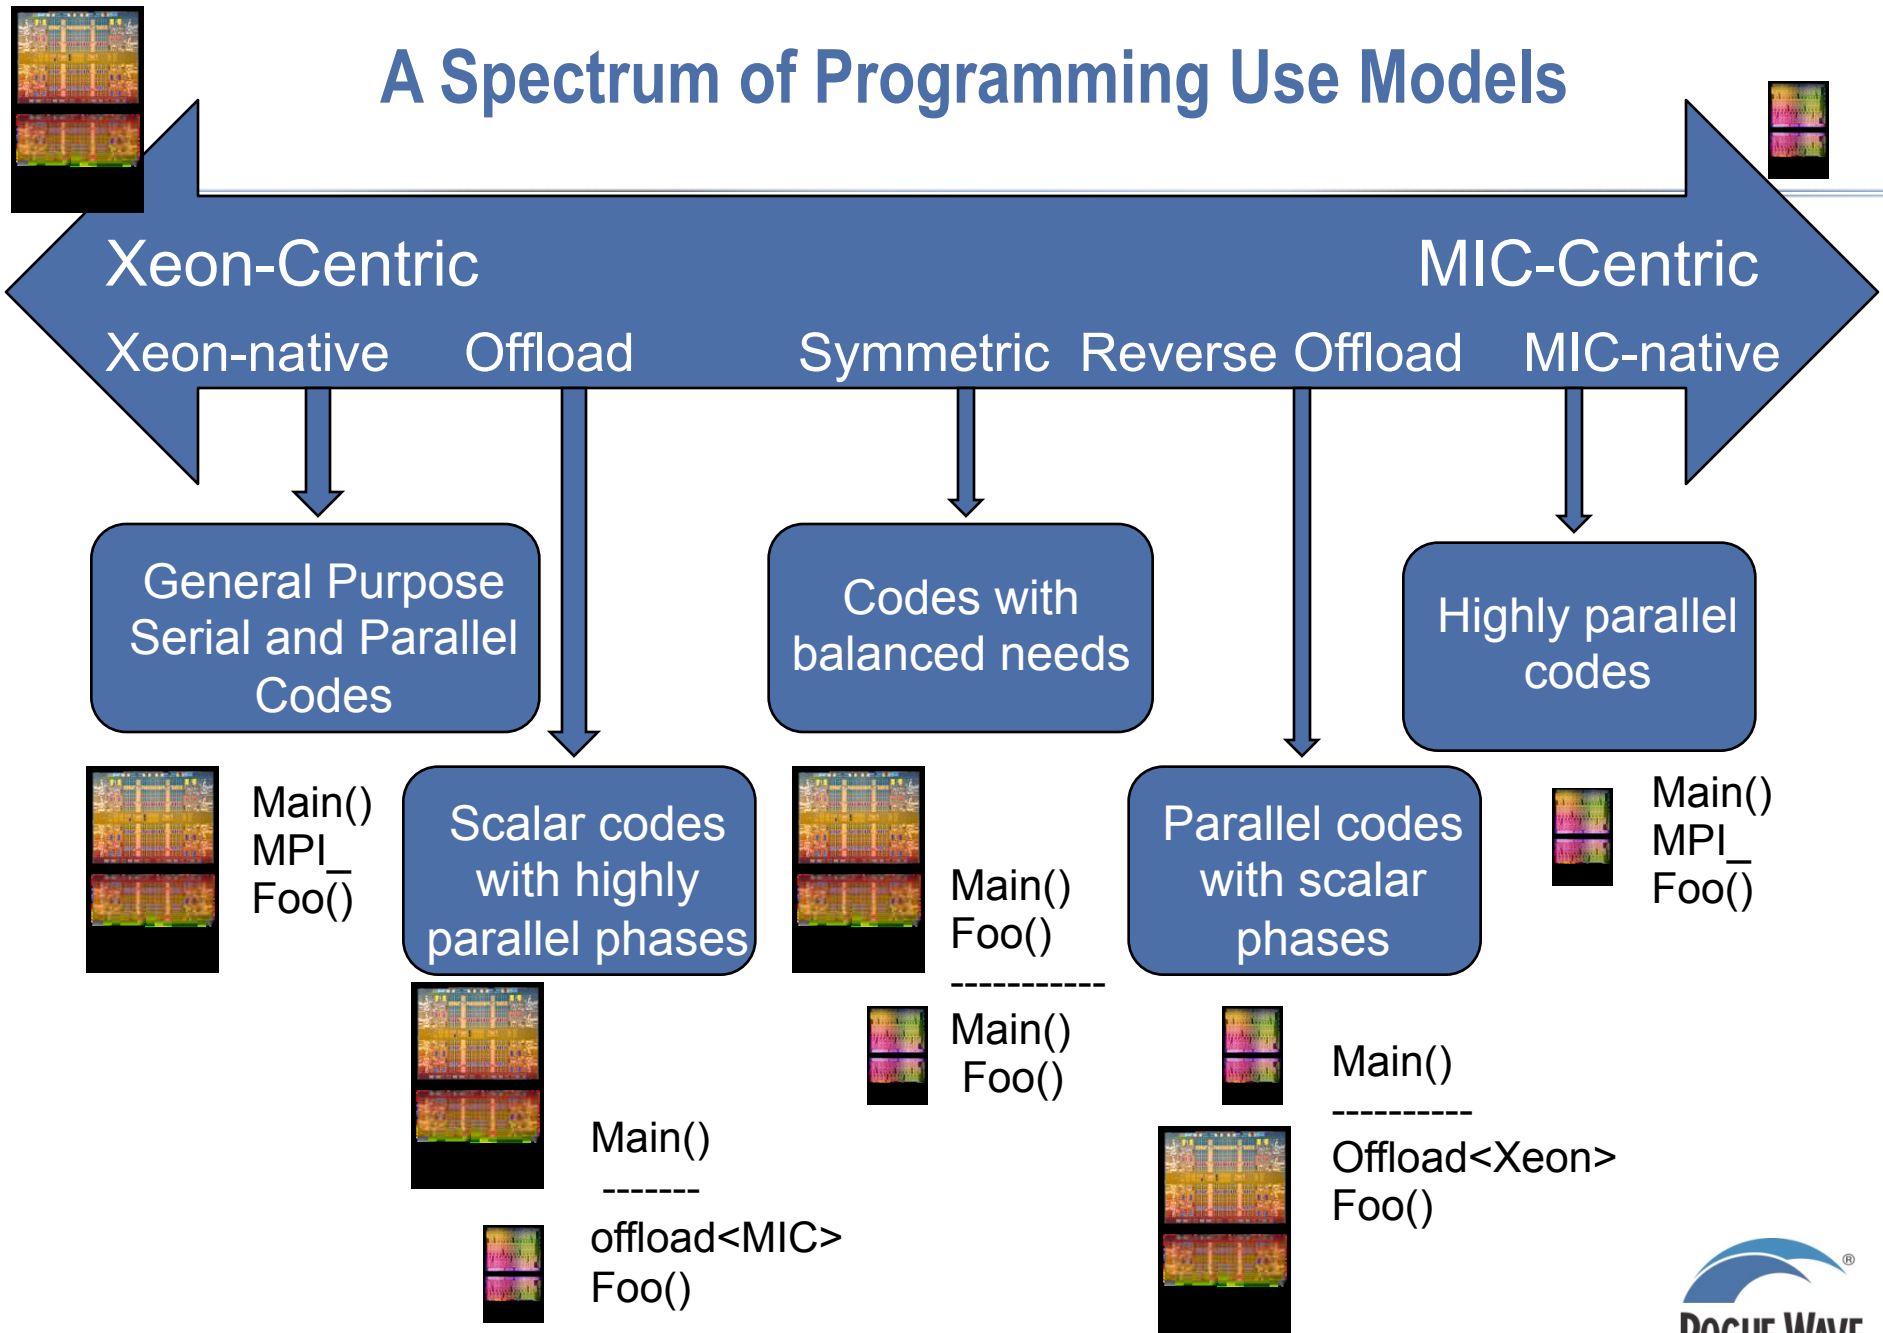 A Spectrum of Programming Use Models
Xeon-Centric
MIC-Centric
Xeon-native
Offload
Symmetric
Reverse Offload
MIC-native
General Purpose
Serial and Parallel
Codes
Codes with
balanced needs
Highly parallel
codes
Main()
MPI_
Foo()
Scalar codes
with highly
parallel phases
Main()
Foo()
-----------
Main()
Foo()
Parallel codes
with scalar
phases
Main()
MPI_
Foo()
Main()
-------
offload<MIC>
Foo()
Main()
----------
Offload<Xeon>
Foo()
®
ROGUE WAVE